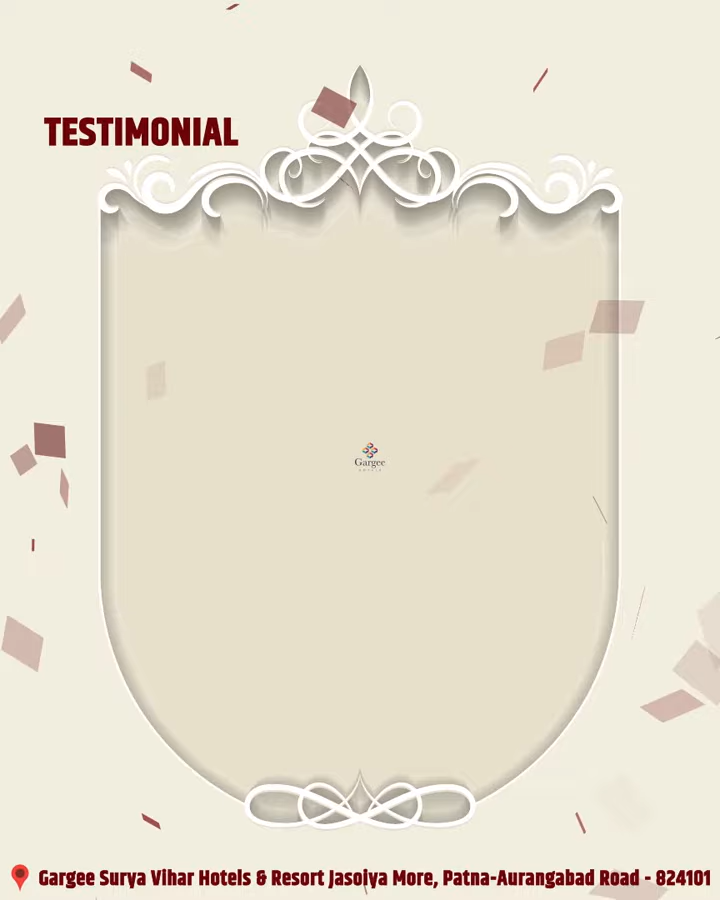 TESTIMONIAL
Gargee
Gargee Surya Vihar Hotels & Resort Jasoiya More, Patna-Aurangabad Road - 824101